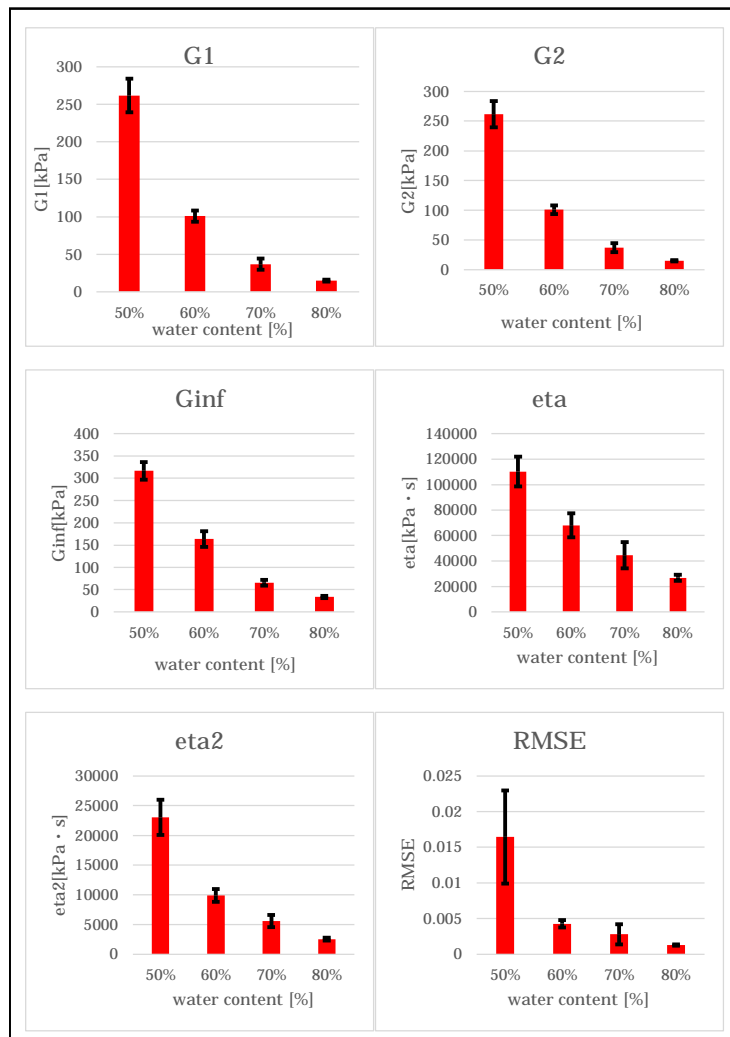 G1
300
250
200
150
100
50
0
G1[kPa]
50% 60% 70% 80%
water content [%]
G2
300
250
200
150
100
50
0
G2[kPa]
50% 60% 70% 80%
water content [%]
Ginf
400
350
300
250
200
150
100
50
0
Ginf[kPa]
50% 60% 70% 80%
water content [%]
eta
140000
120000
100000
80000
60000
40000
20000
0
eta[kPa・s]
50% 60% 70% 80%
water content [%]
eta2
30000
25000
20000
15000
10000
5000
0
eta2[kPa・s]
50% 60% 70% 80%
water content [%]
RMSE
0.025
0.02
0.015
0.01
0.005
0
RMSE
50% 60% 70% 80%
water content [%]